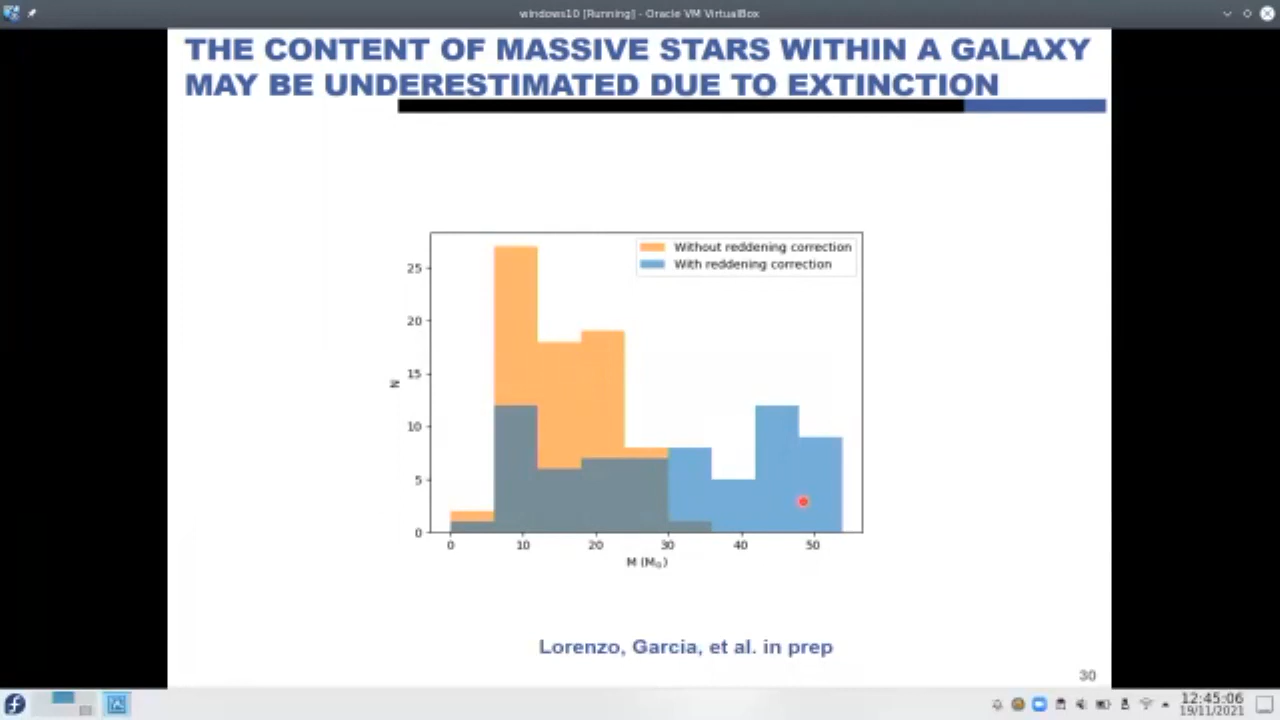 windows10 [Running] - Oracle VM VirtualBox
THE CONTENT OF MASSIVE STARS WITHIN A GALAXY
MAY BE UNDERESTIMATED DUE TO EXTINCTION
Without reddening correction
With reddening correction
25
20
15
10
5
0
N
0 10 20 30 40 50
M (M⊙)
Lorenzo, Garcia, et al. in prep
30
12:45:06
19/11/2021